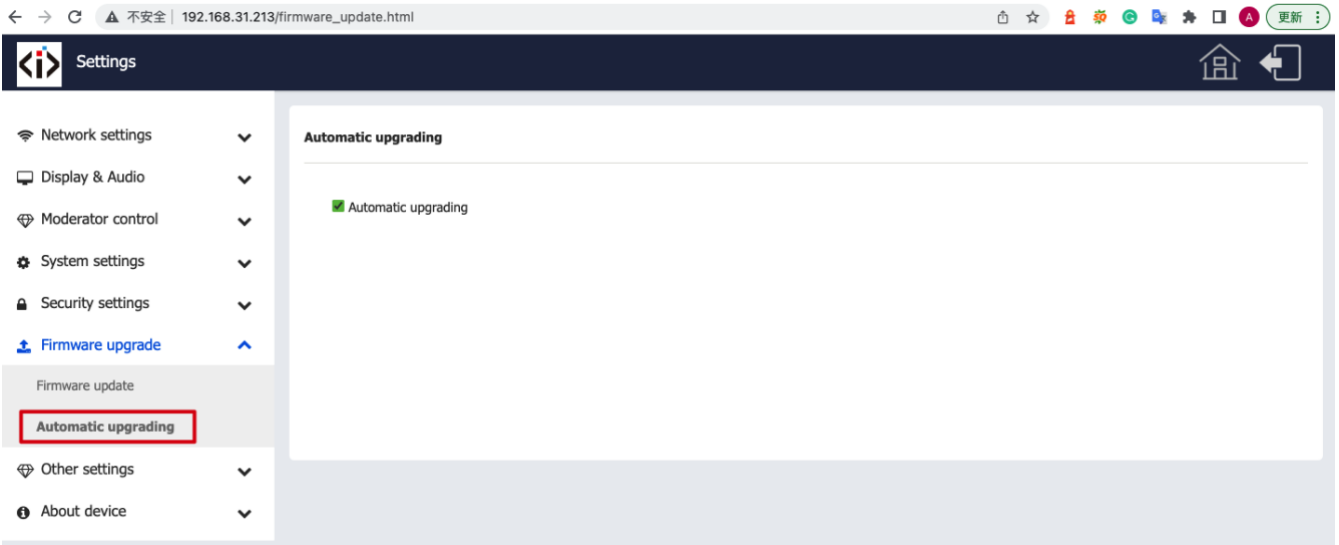 不安全 192.168.31.213/firmware_update.html
A
更新
<i>
Settings
Network settings
Display & Audio
Moderator control
System settings
Security settings
Firmware upgrade
Firmware update
Automatic upgrading
Other settings
About device
Automatic upgrading
Automatic upgrading